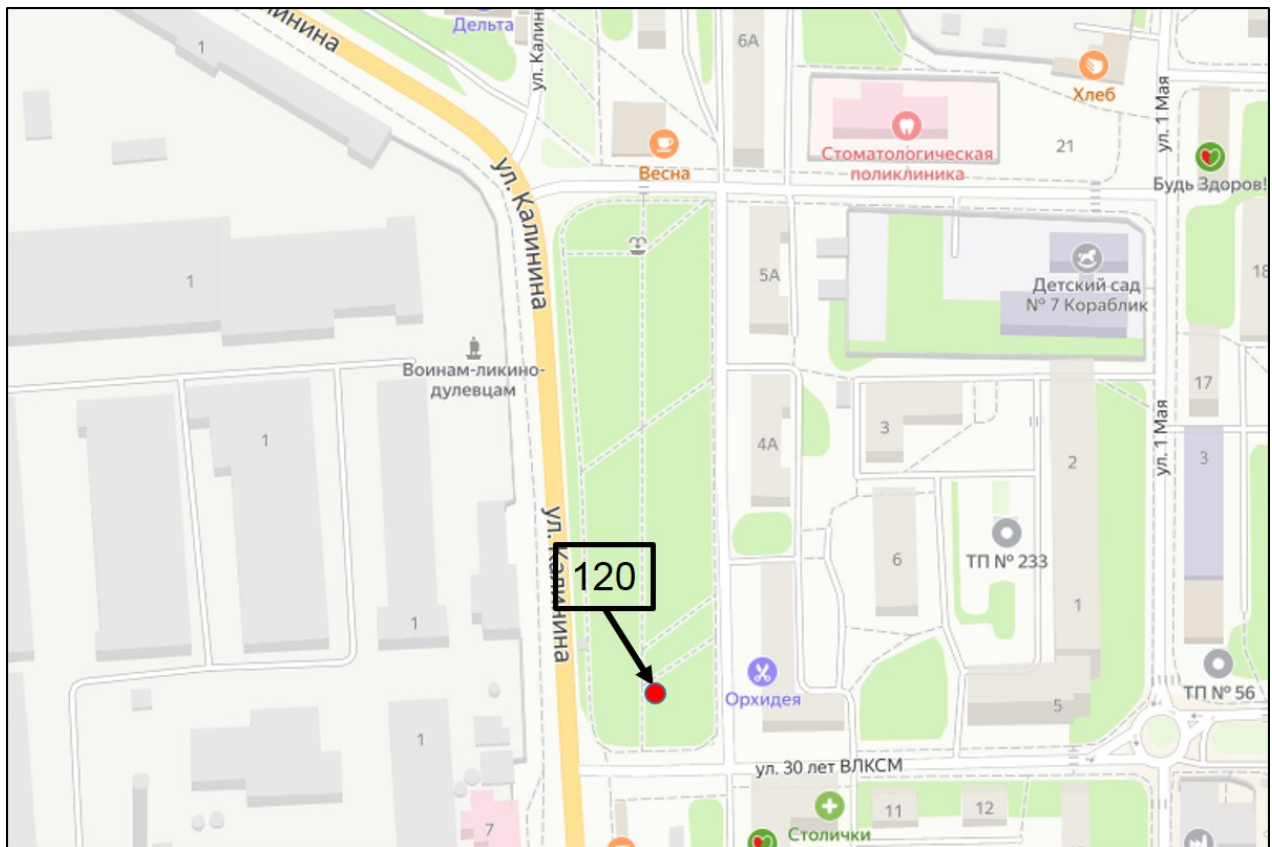 Калинина
Дельта
ул. Калин
6А
Хлеб
ул. 1 Мая
1
Весна
Стоматологическая
поликлиника
21
Будь Здоров!
ул. Калинина
1
5А
Детский сад
№ 7 Кораблик
18
Воинам-ликино-
дулевцам
17
1
4А
3
2
ул. 1 Мая
3
ул. Калинина
120
6
ТП № 233
1
1
Орхидея
5
ТП № 56
1
ул. 30 лет ВЛКСМ
7
Столички
11
12